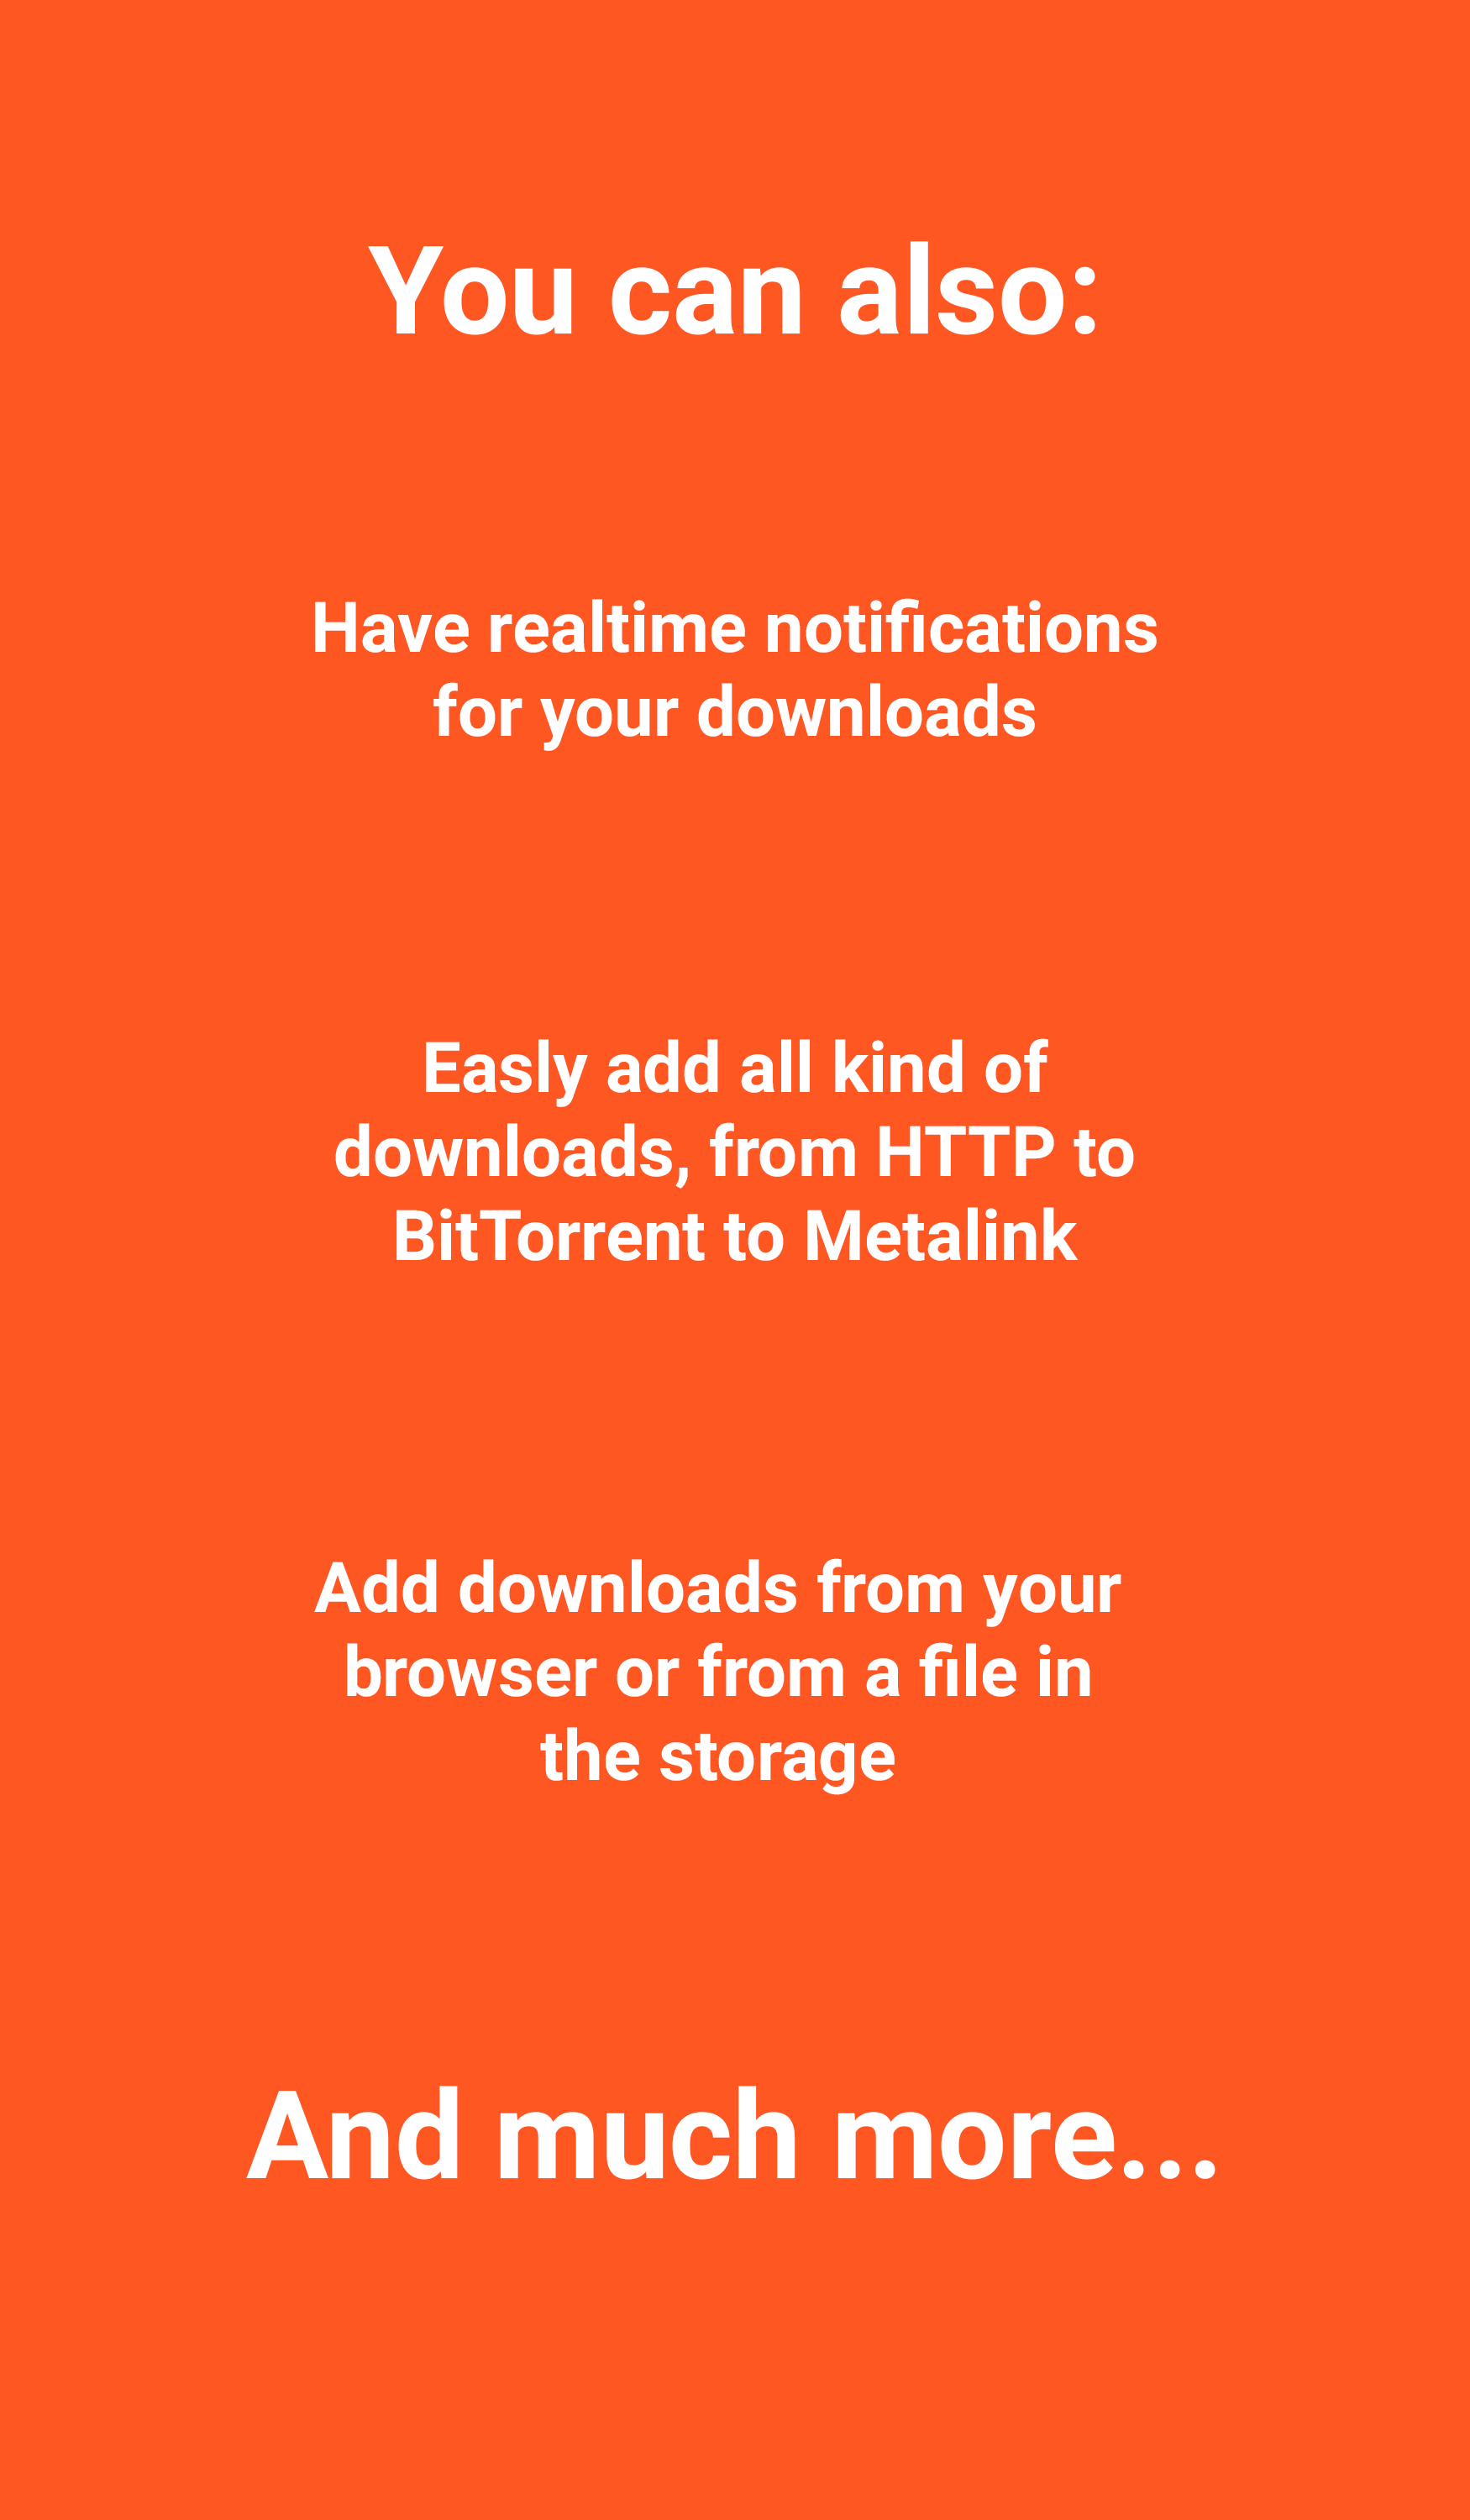 You can also:
Have realtime notifications
for your downloads
Easly add all kind of
downloads, from HTTP to
BitTorrent to Metalink
Add downloads from your
browser or from a file in
the storage
And much more...